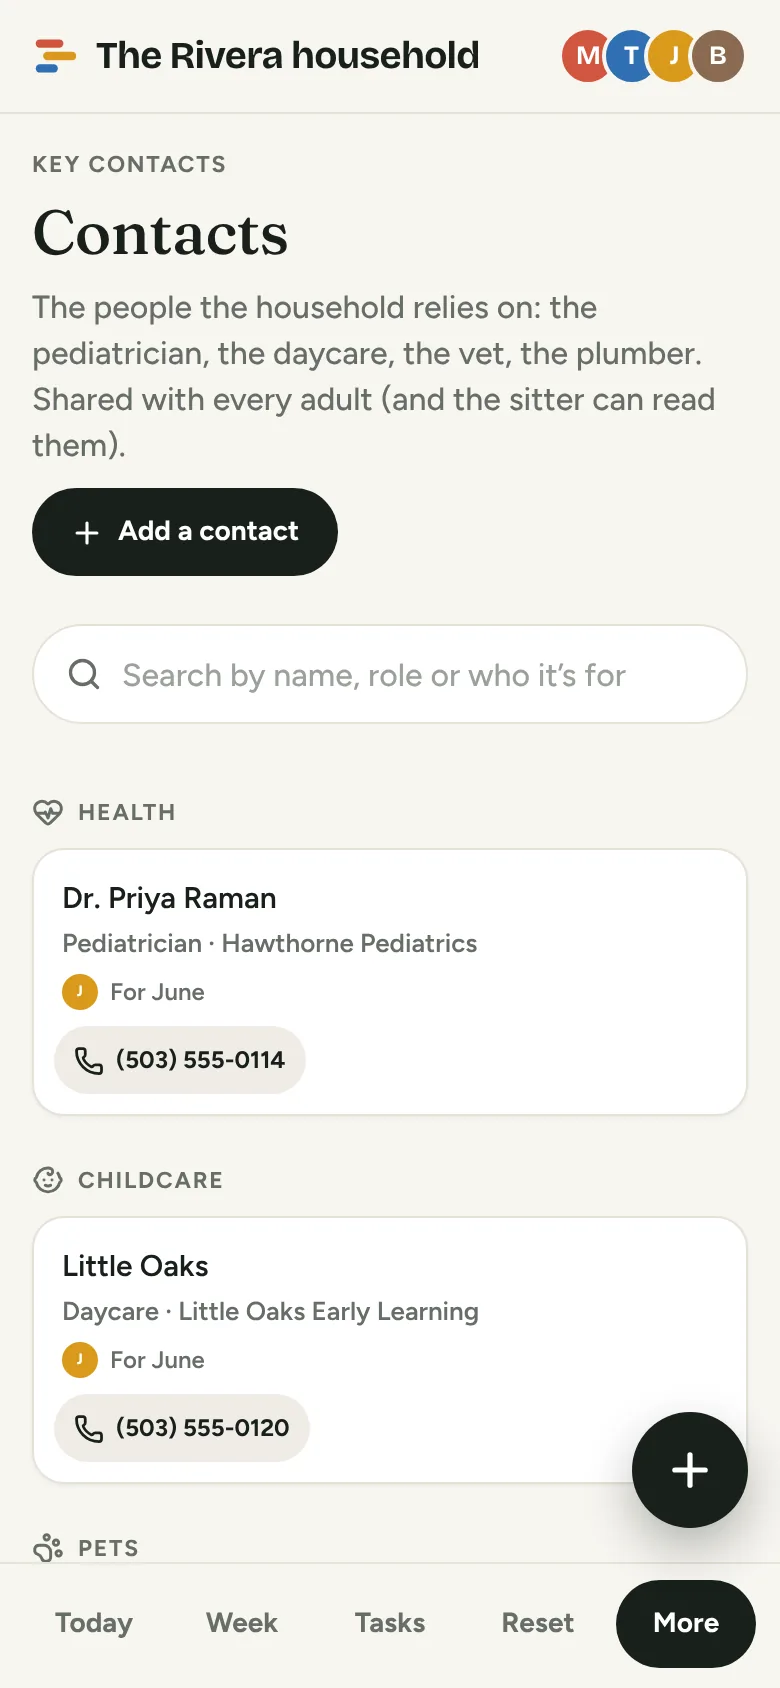 The Rivera household
M T J B
KEY CONTACTS
Contacts
The people the household relies on: the
pediatrician, the daycare, the vet, the plumber.
Shared with every adult (and the sitter can read
them).
+ Add a contact
Search by name, role or who it’s for
HEALTH
Dr. Priya Raman
Pediatrician · Hawthorne Pediatrics
J For June
(503) 555-0114
CHILDCARE
Little Oaks
Daycare · Little Oaks Early Learning
J For June
(503) 555-0120
PETS
Today Week Tasks Reset More